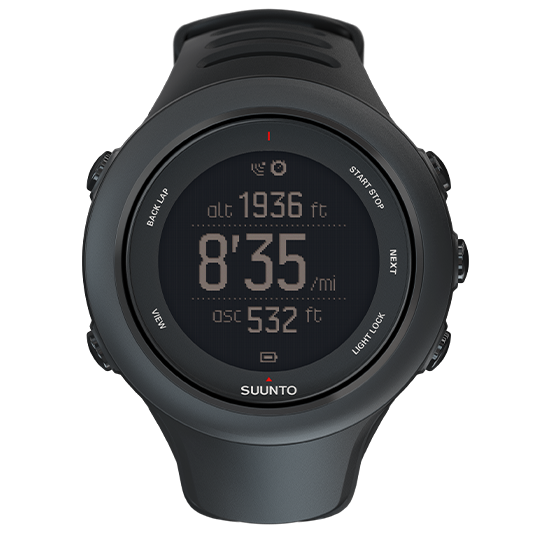 alt 1936 ft
8'35 /mi
asc 532 ft
BACK LAP
START STOP
NEXT
VIEW
LIGHT LOCK
SUUNTO